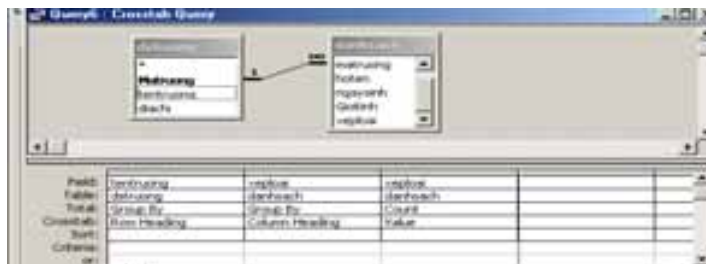 Query6 : Crosstab Query
dstruong
danhsach
*
Matruong
tentruong
diachi
1
matruong
hoten
ngaysinh
Gioitinh
xeploai
Field: tentruong xeploai xeploai
Table: dstruong danhsach danhsach
Total: Group By Group By Count
Crosstab: Row Heading Column Heading Value
Sort:
Criteria:
or: